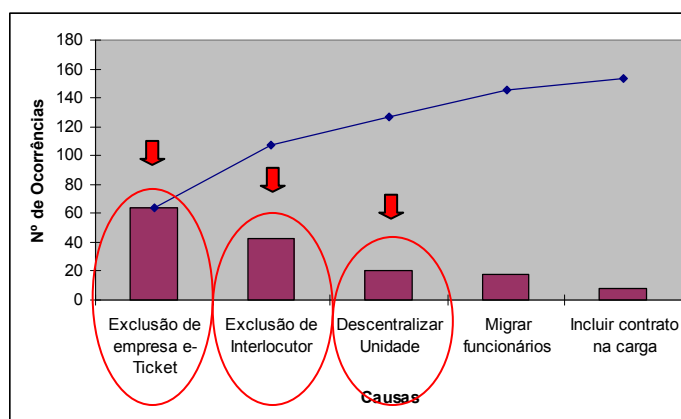 180
160
140
120
100
80
60
40
20
0
Nº de Ocorrências
Exclusão de
empresa e-
Ticket
Exclusão de
Interlocutor
Descentralizar
Unidade
Migrar
funcionários
Incluir contrato
na carga
Causas